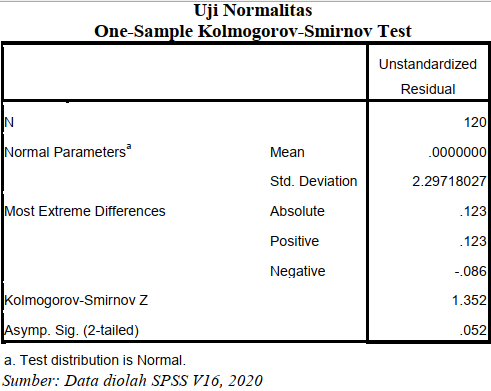 Uji Normalitas
One-Sample Kolmogorov-Smirnov Test
Unstandardized
Residual
N 120
Normal Parametersᵃ Mean .0000000
Std. Deviation 2.29718027
Most Extreme Differences Absolute .123
Positive .123
Negative -.086
Kolmogorov-Smirnov Z 1.352
Asymp. Sig. (2-tailed) .052
a. Test distribution is Normal.
Sumber: Data diolah SPSS V16, 2020